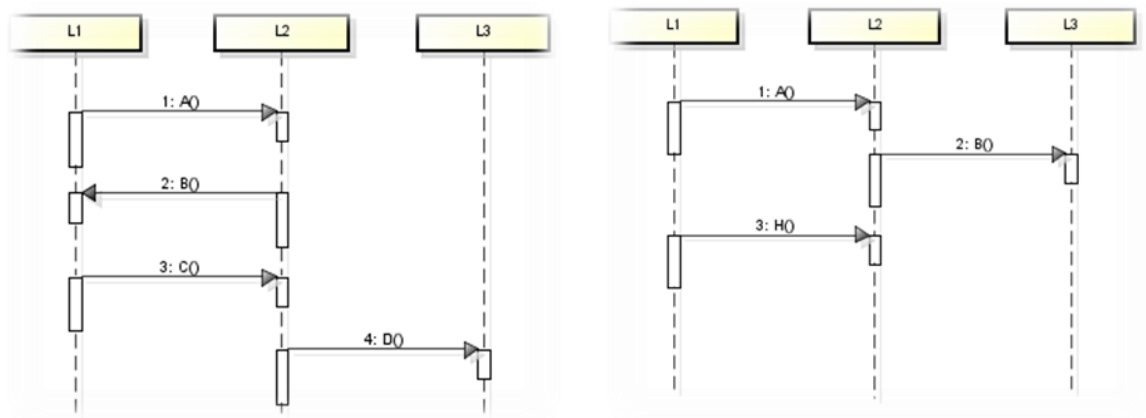 L1 L2 L3
1: A()
2: B()
3: C()
4: D()
L1 L2 L3
1: A()
2: B()
3: H()